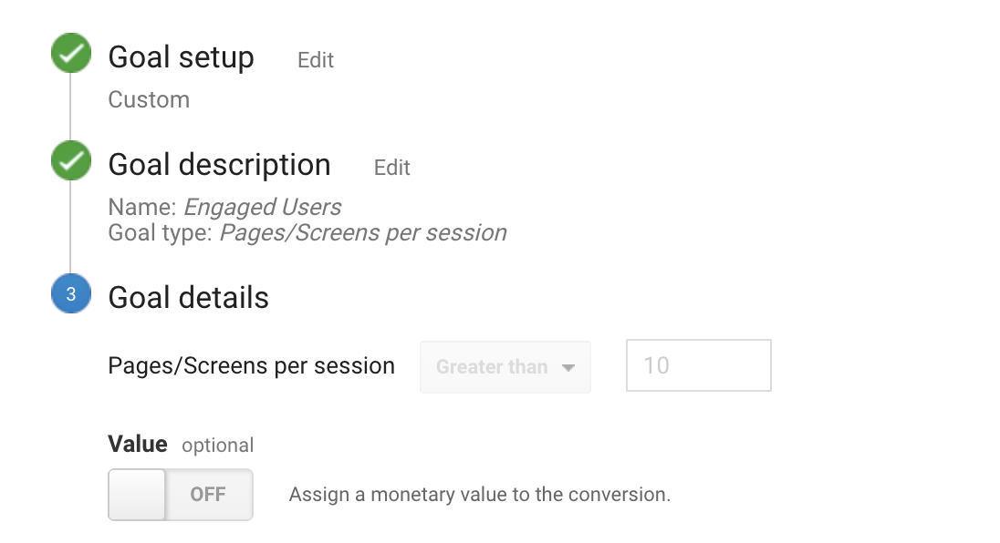 Goal setup Edit
Custom
Goal description Edit
Name: Engaged Users
Goal type: Pages/Screens per session
3 Goal details
Pages/Screens per session Greater than 10
Value optional
OFF Assign a monetary value to the conversion.